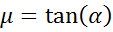 μ = tan(α)